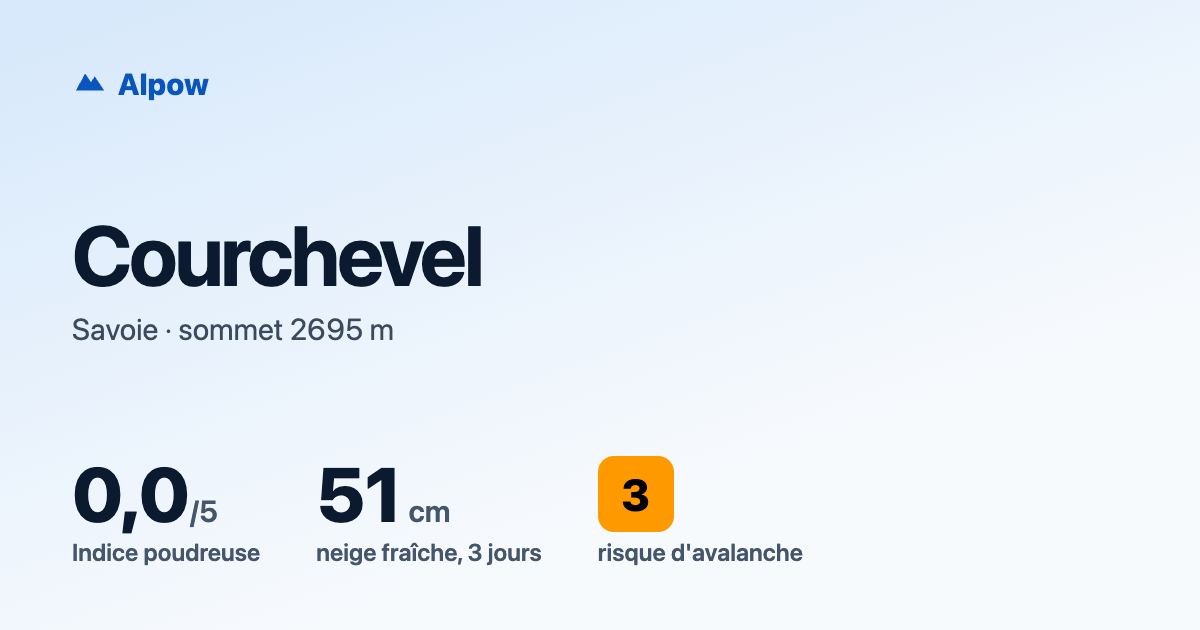 Alpow
Courchevel
Savoie · sommet 2695 m
0,0/5
Indice poudreuse
51 cm
neige fraîche, 3 jours
3
risque d'avalanche